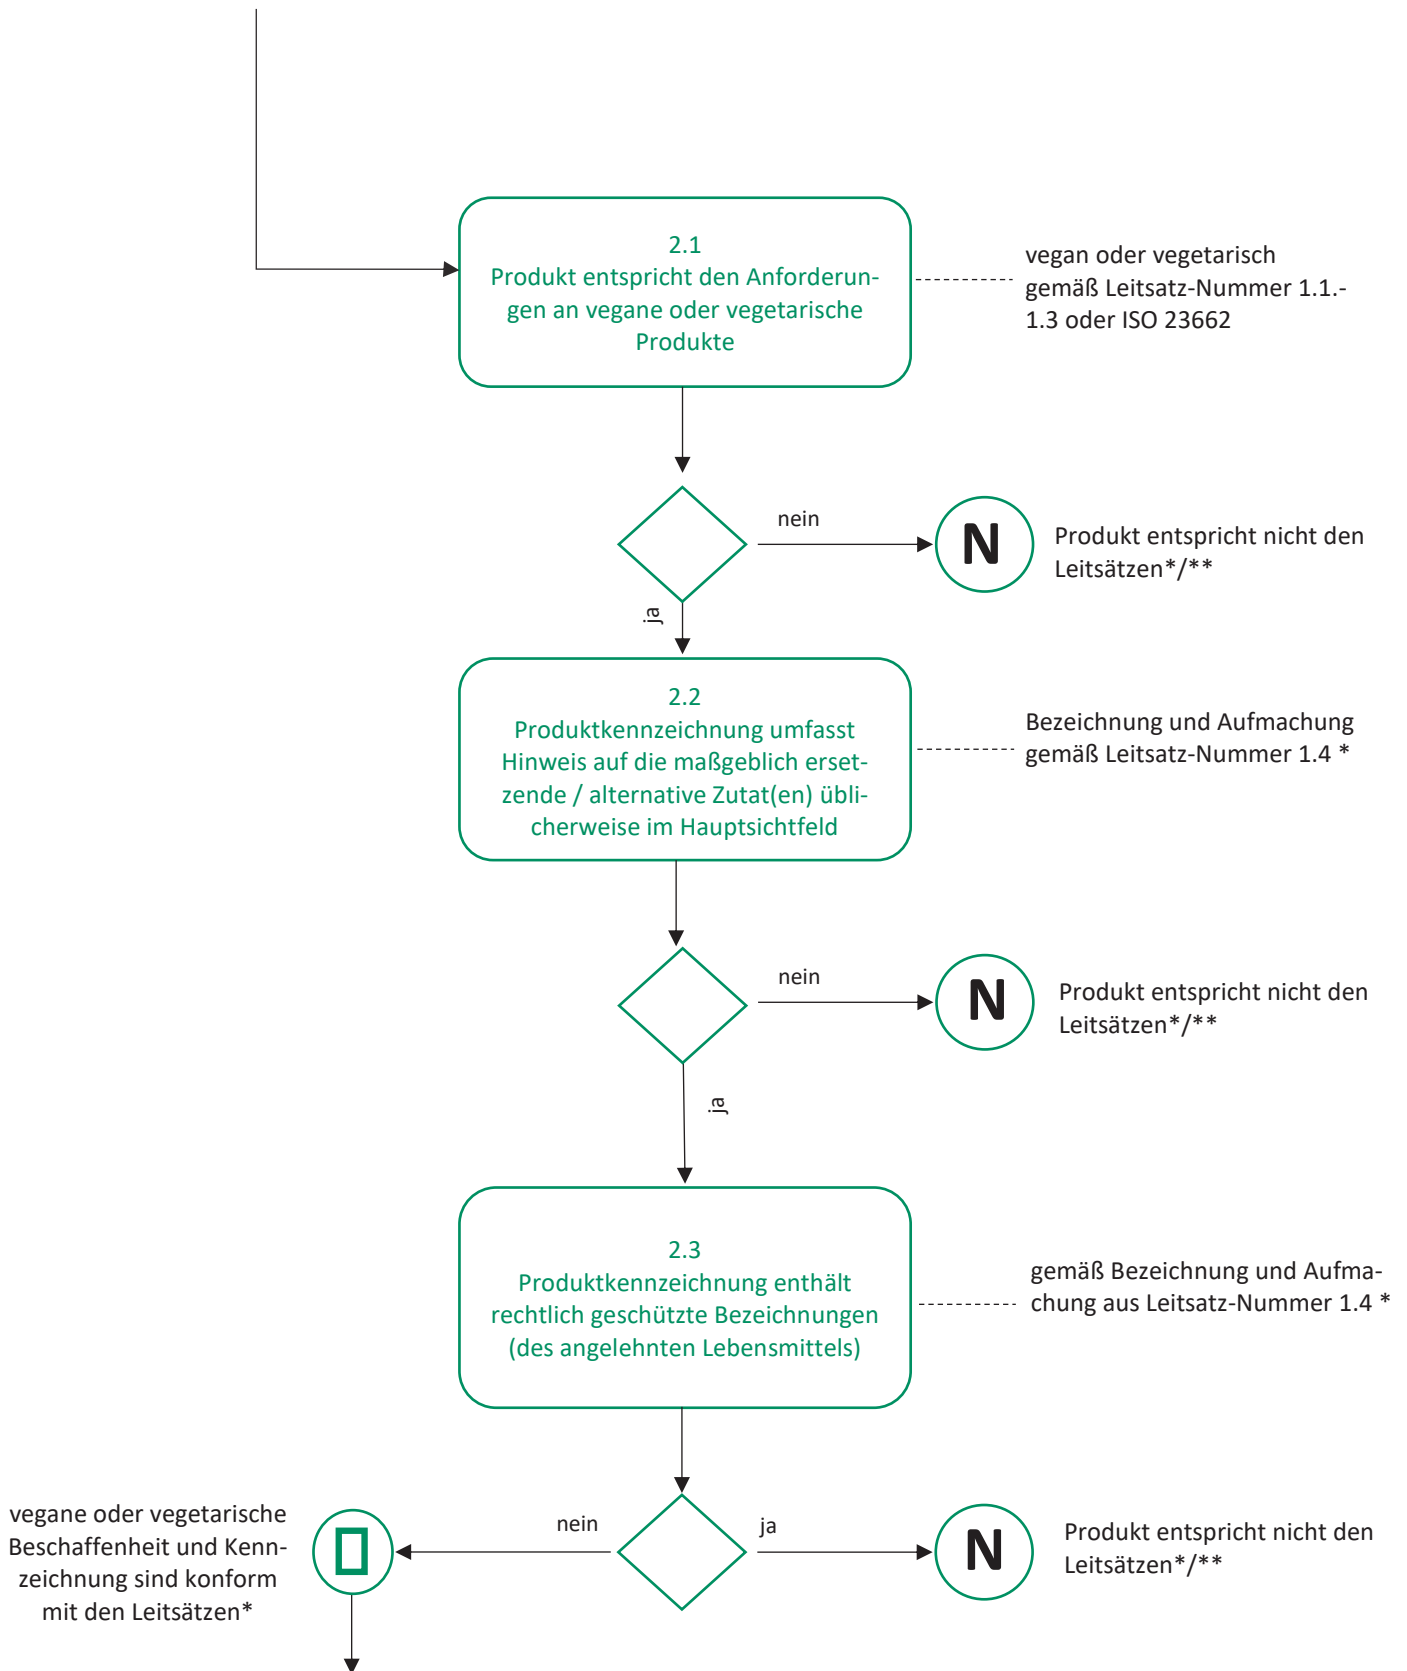 2.1
Produkt entspricht den Anforderun-
gen an vegane oder vegetarische
Produkte
vegan oder vegetarisch
gemäß Leitsatz-Nummer 1.1.-
1.3 oder ISO 23662
nein
N
Produkt entspricht nicht den
Leitsätzen*/**
ja
2.2
Produktkennzeichnung umfasst
Hinweis auf die maßgeblich erset-
zende / alternative Zutat(en) übli-
cherweise im Hauptsichtfeld
Bezeichnung und Aufmachung
gemäß Leitsatz-Nummer 1.4 *
nein
N
Produkt entspricht nicht den
Leitsätzen*/**
ja
2.3
Produktkennzeichnung enthält
rechtlich geschützte Bezeichnungen
(des angelehnten Lebensmittels)
gemäß Bezeichnung und Aufma-
chung aus Leitsatz-Nummer 1.4 *
vegane oder vegetarische
Beschaffenheit und Kenn-
zeichnung sind konform
mit den Leitsätzen*
nein
ja
N
Produkt entspricht nicht den
Leitsätzen*/**